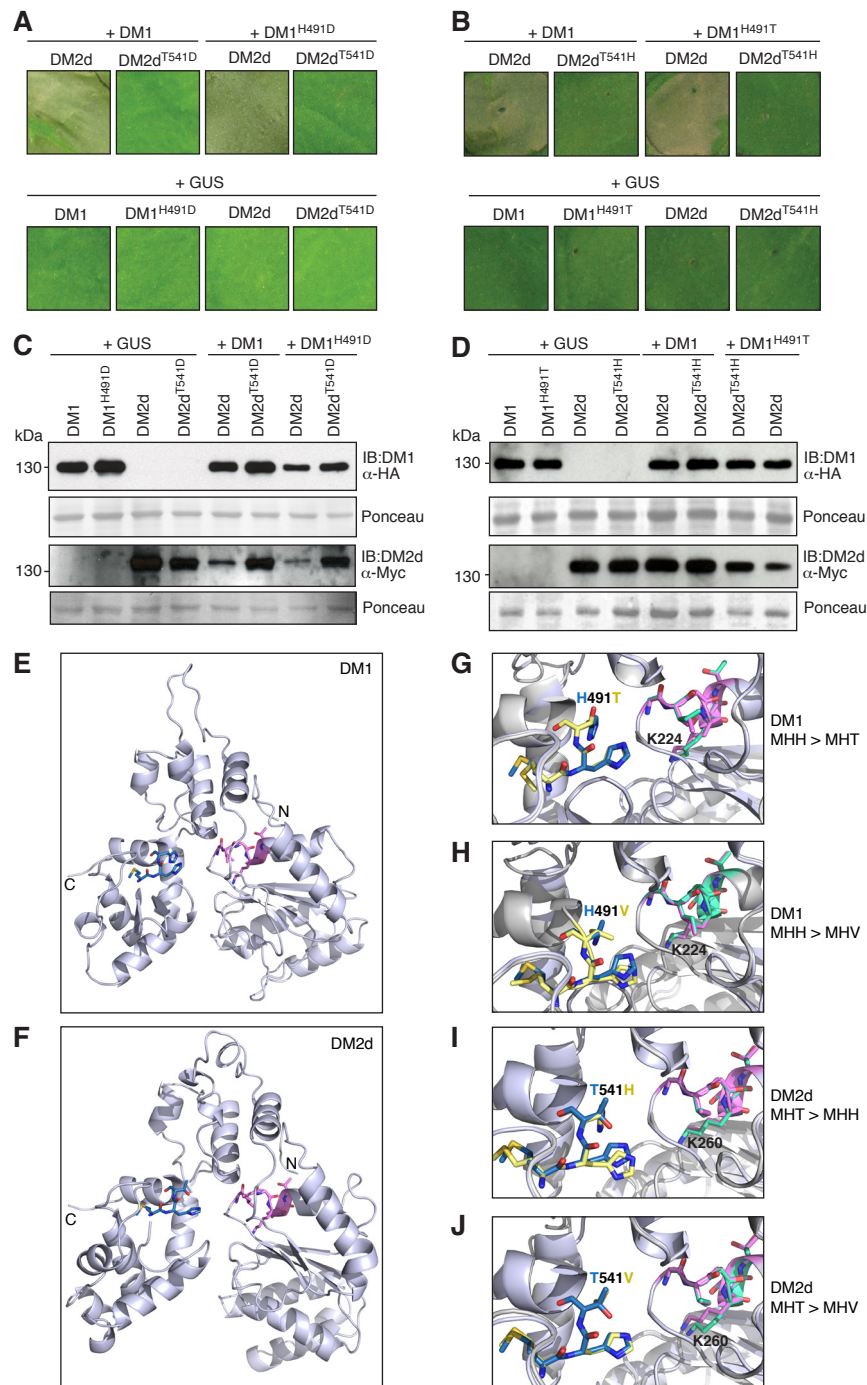 A
+ DM1 + DM1H491D
DM2d DM2dT541D DM2d DM2dT541D
+ GUS
DM1 DM1H491D DM2d DM2dT541D
B
+ DM1 + DM1H491T
DM2d DM2dT541H DM2d DM2dT541H
+ GUS
DM1 DM1H491T DM2d DM2dT541H
C
+ GUS + DM1 + DM1H491D
DM1 DM1H491D DM2d DM2dT541D DM2d DM2dT541D DM2d DM2dT541D
kDa
130 IB:DM1
α-HA
Ponceau
130 IB:DM2d
α-Myc
Ponceau
D
+ GUS + DM1 + DM1H491T
DM1 DM1H491T DM2d DM2dT541H DM2d DM2dT541H DM2dT541H DM2d
kDa
130 IB:DM1
α-HA
Ponceau
130 IB:DM2d
α-Myc
Ponceau
E
DM1
N
C
F
DM2d
N
C
G
H491T
K224
DM1
MHH > MHT
H
H491V
K224
DM1
MHH > MHV
I
T541H
K260
DM2d
MHT > MHH
J
T541V
K260
DM2d
MHT > MHV